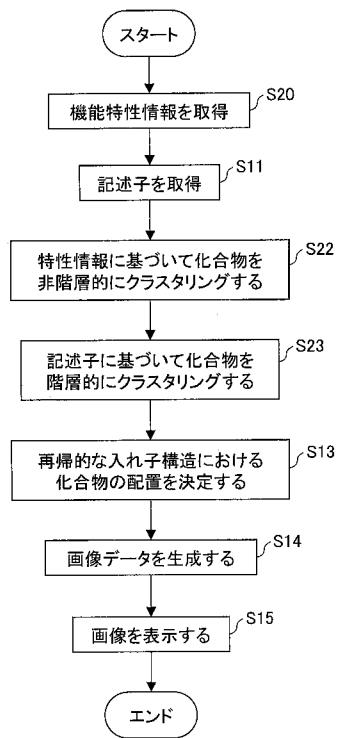 スタート
S20
機能特性情報を取得
S11
記述子を取得
S22
特性情報に基づいて化合物を
非階層的にクラスタリングする
S23
記述子に基づいて化合物を
階層的にクラスタリングする
S13
再帰的な入れ子構造における
化合物の配置を決定する
S14
画像データを生成する
S15
画像を表示する
エンド